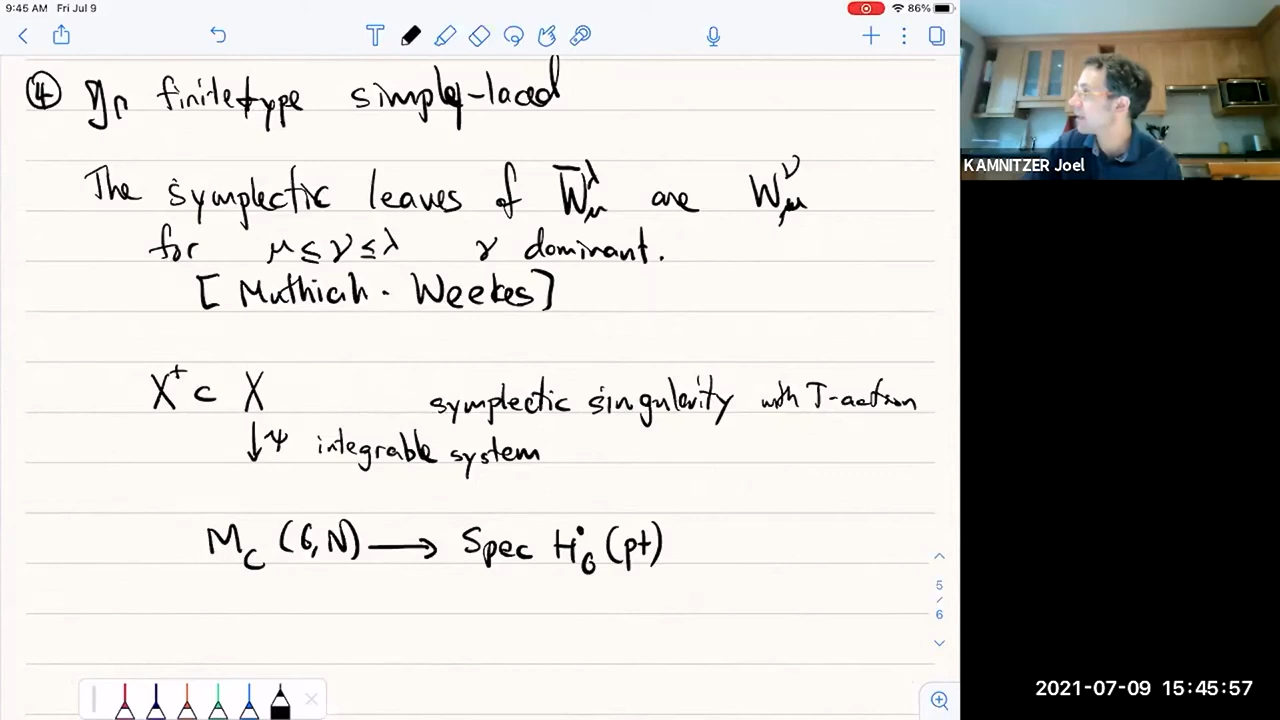 9:45 AM Fri Jul 9
86%
④ 𝔤_Γ finite type simply-laced
The symplectic leaves of W̄^λ_μ are W^ν_μ
for μ ≤ ν ≤ λ ν dominant.
[Muthiah - Weekes]
X⁺ ⊂ X symplectic singularity with T-action
↓ψ integrable system
M_C (G,N) ⟶ Spec H^•_G (pt)
5
/
6
KAMNITZER Joel
2021-07-09 15:45:57